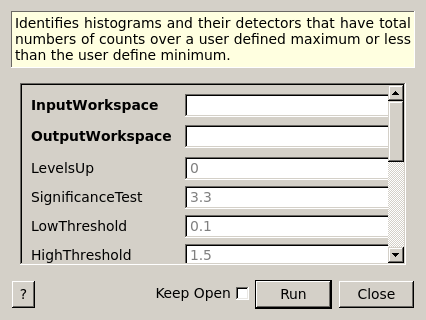 Identifies histograms and their detectors that have total
numbers of counts over a user defined maximum or less
than the user define minimum.
InputWorkspace
OutputWorkspace
LevelsUp 0
SignificanceTest 3.3
LowThreshold 0.1
HighThreshold 1.5
? Keep Open Run Close